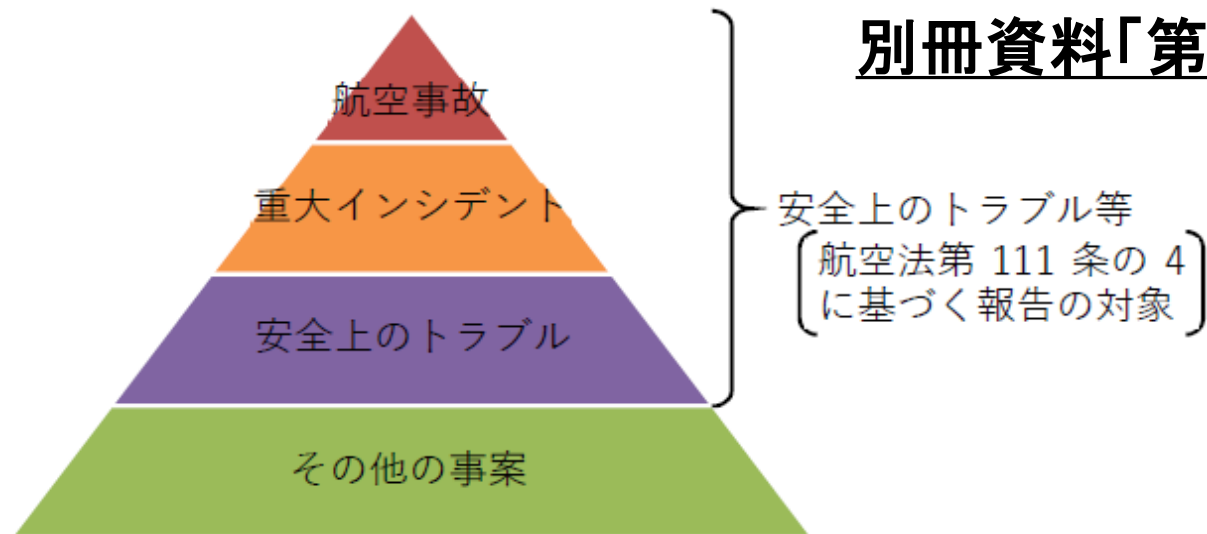 別冊資料「第
航空事故
重大インシデント
安全上のトラブル
その他の事案
安全上のトラブル等
航空法第 111 条の 4
に基づく報告の対象